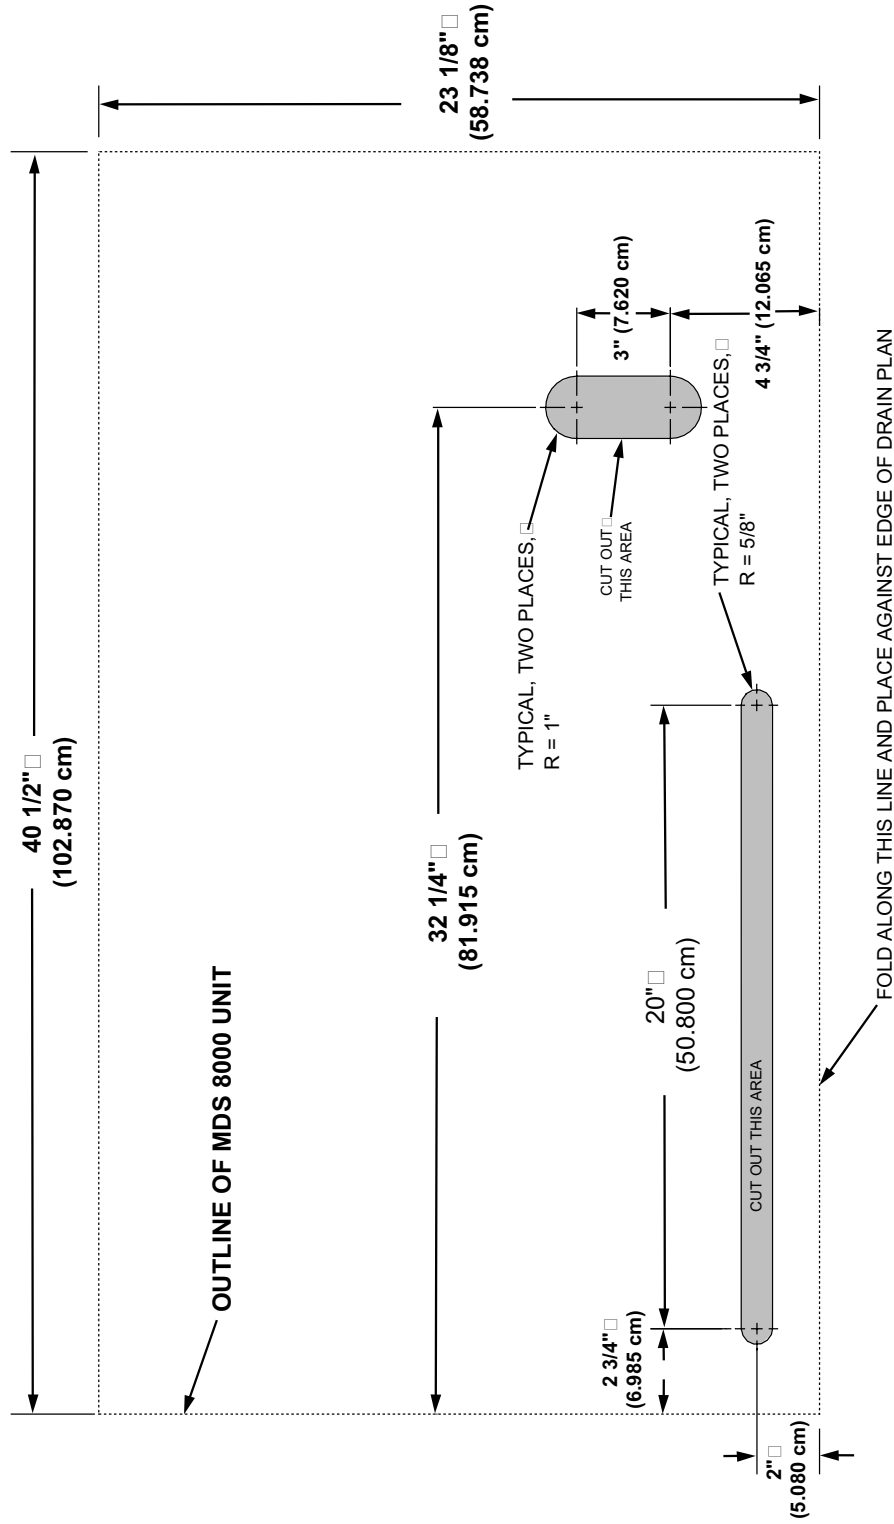 40 1/2"□
(102.870 cm)
OUTLINE OF MDS 8000 UNIT
23 1/8"□
(58.738 cm)
32 1/4"□
(81.915 cm)
TYPICAL, TWO PLACES,□
R = 1"
CUT OUT□
THIS AREA
3" (7.620 cm)
2 3/4"□
(6.985 cm)
20"□
(50.800 cm)
TYPICAL, TWO PLACES,□
R = 5/8"
4 3/4" (12.065 cm)
CUT OUT THIS AREA
2"□
(5.080 cm)
FOLD ALONG THIS LINE AND PLACE AGAINST EDGE OF DRAIN PLAN